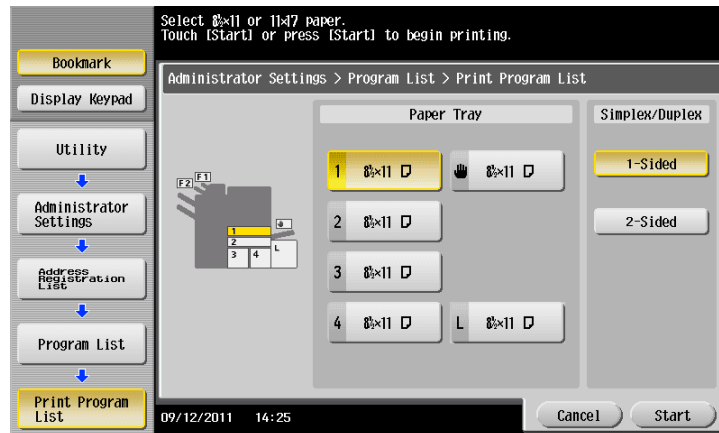 Select 8½×11 or 11×17 paper.
Touch [Start] or press [Start] to begin printing.
Bookmark
Display Keypad
Utility
Administrator
Settings
Address
Registration
List
Program List
Print Program
List
Administrator Settings > Program List > Print Program List
Paper Tray
Simplex/Duplex
F2 F1
1
2
3 4 L
1 8½×11
8½×11
2 8½×11
3 8½×11
4 8½×11
L 8½×11
1-Sided
2-Sided
09/12/2011 14:25
Cancel
Start